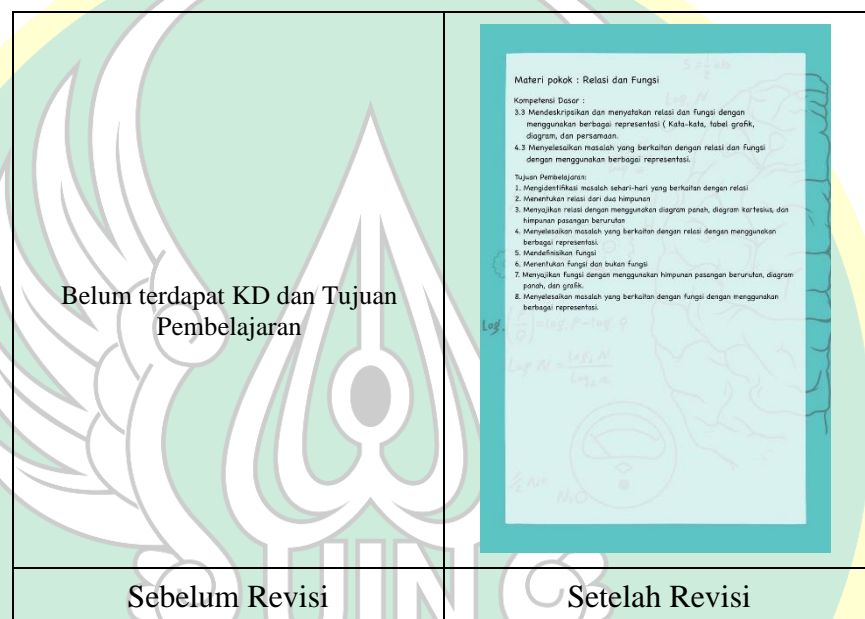 Belum terdapat KD dan Tujuan
Pembelajaran
Materi pokok : Relasi dan Fungsi
Kompetensi Dasar :
3.3 Mendeskripsikan dan menyatakan relasi dan fungsi dengan
menggunakan berbagai representasi ( Kata-kata, tabel grafik,
diagram, dan persamaan.
4.3 Menyelesaikan masalah yang berkaitan dengan relasi dan fungsi
dengan menggunakan berbagai representasi.
Tujuan Pembelajaran:
1. Mengidentifikasi masalah sehari-hari yang berkaitan dengan relasi
2. Menentukan relasi dari dua himpunan
3. Menyajikan relasi dengan menggunakan diagram panah, diagram kartesius, dan
himpunan pasangan berurutan
4. Menyelesaikan masalah yang berkaitan dengan relasi dengan menggunakan
berbagai representasi.
5. Mendefinisikan fungsi
6. Menentukan fungsi dan bukan fungsi
7. Menyajikan fungsi dengan menggunakan himpunan pasangan berurutan, diagram
panah, dan grafik.
8. Menyelesaikan masalah yang berkaitan dengan fungsi dengan menggunakan
berbagai representasi.
Sebelum Revisi
Setelah Revisi
UIN